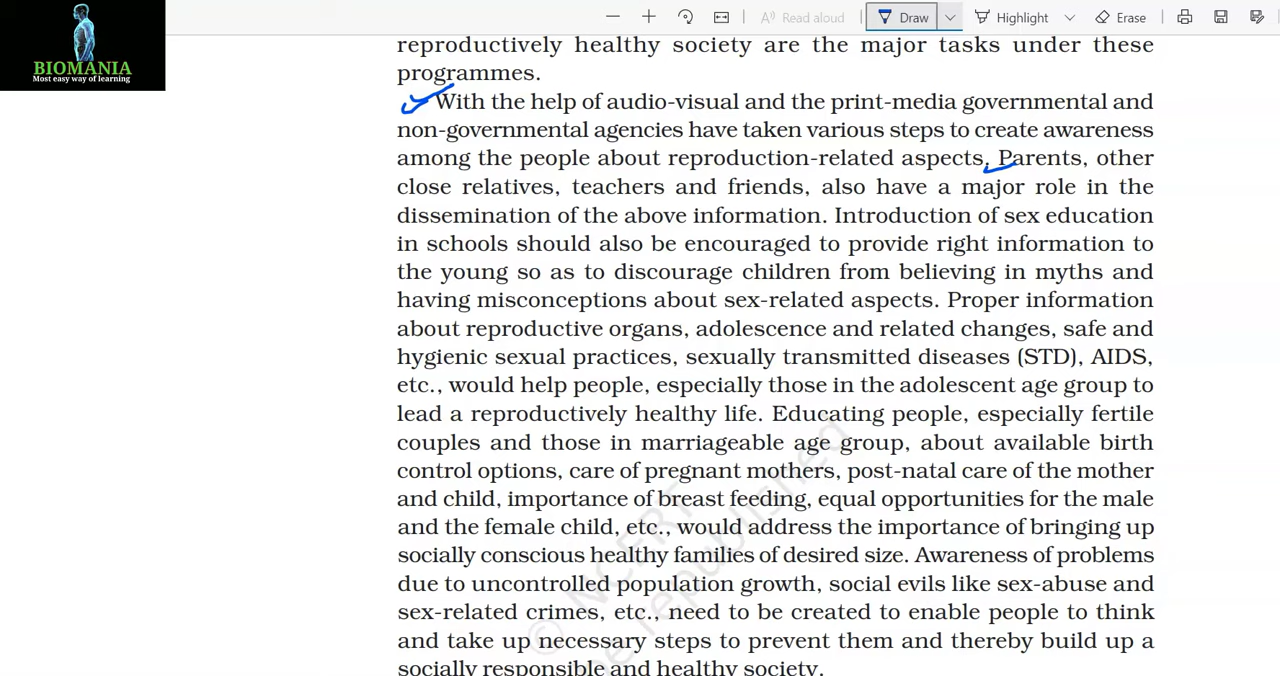 Read aloud
Draw
Highlight
Erase
BIOMANIA
Most easy way of learning
reproductively healthy society are the major tasks under these
programmes.
With the help of audio-visual and the print-media governmental and
non-governmental agencies have taken various steps to create awareness
among the people about reproduction-related aspects. Parents, other
close relatives, teachers and friends, also have a major role in the
dissemination of the above information. Introduction of sex education
in schools should also be encouraged to provide right information to
the young so as to discourage children from believing in myths and
having misconceptions about sex-related aspects. Proper information
about reproductive organs, adolescence and related changes, safe and
hygienic sexual practices, sexually transmitted diseases (STD), AIDS,
etc., would help people, especially those in the adolescent age group to
lead a reproductively healthy life. Educating people, especially fertile
couples and those in marriageable age group, about available birth
control options, care of pregnant mothers, post-natal care of the mother
and child, importance of breast feeding, equal opportunities for the male
and the female child, etc., would address the importance of bringing up
socially conscious healthy families of desired size. Awareness of problems
due to uncontrolled population growth, social evils like sex-abuse and
sex-related crimes, etc., need to be created to enable people to think
and take up necessary steps to prevent them and thereby build up a
socially responsible and healthy society.
© NCERT
be republished